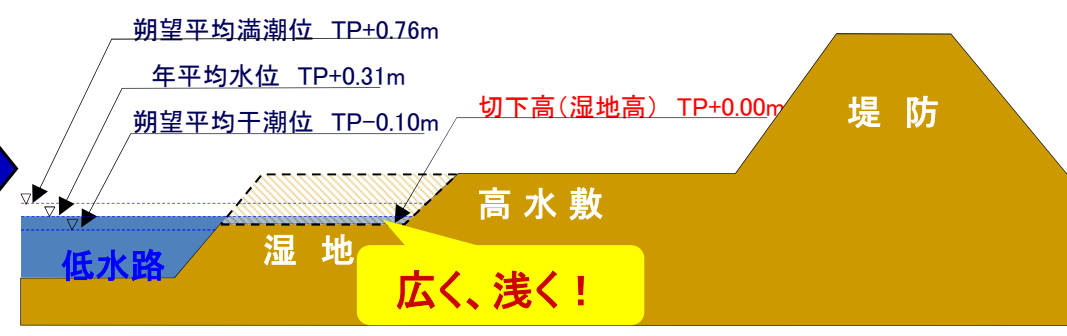 朔望平均満潮位 TP+0.76m
年平均水位 TP+0.31m
朔望平均干潮位 TP-0.10m
切下高(湿地高) TP+0.00m
堤 防
高 水 敷
湿 地
低水路
広く、浅く！